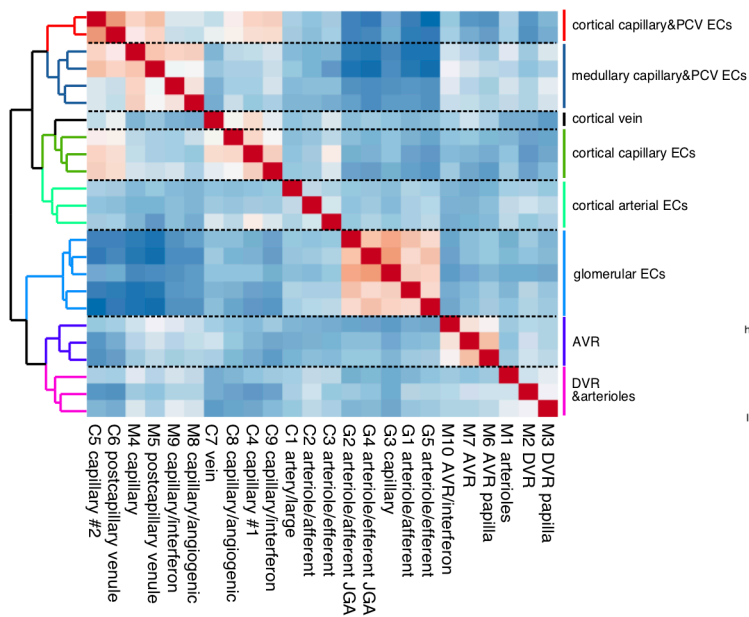 cortical capillary&PCV ECs
medullary capillary&PCV ECs
cortical vein
cortical capillary ECs
cortical arterial ECs
glomerular ECs
h
AVR
DVR
&arterioles
l
C5 capillary #2
C6 postcapillary venule
M4 capillary
M5 postcapillary venule
M9 capillary/interferon
M8 capillary/angiogenic
C7 vein
C8 capillary/angiogenic
C4 capillary #1
C9 capillary/interferon
C1 artery/large
C2 arteriole/afferent
C3 arteriole/efferent
G2 arteriole/afferent JGA
G4 arteriole/efferent JGA
G3 capillary
G1 arteriole/afferent
G5 arteriole/efferent
M10 AVR/interferon
M7 AVR
M6 AVR papilla
M1 arterioles
M2 DVR
M3 DVR papilla